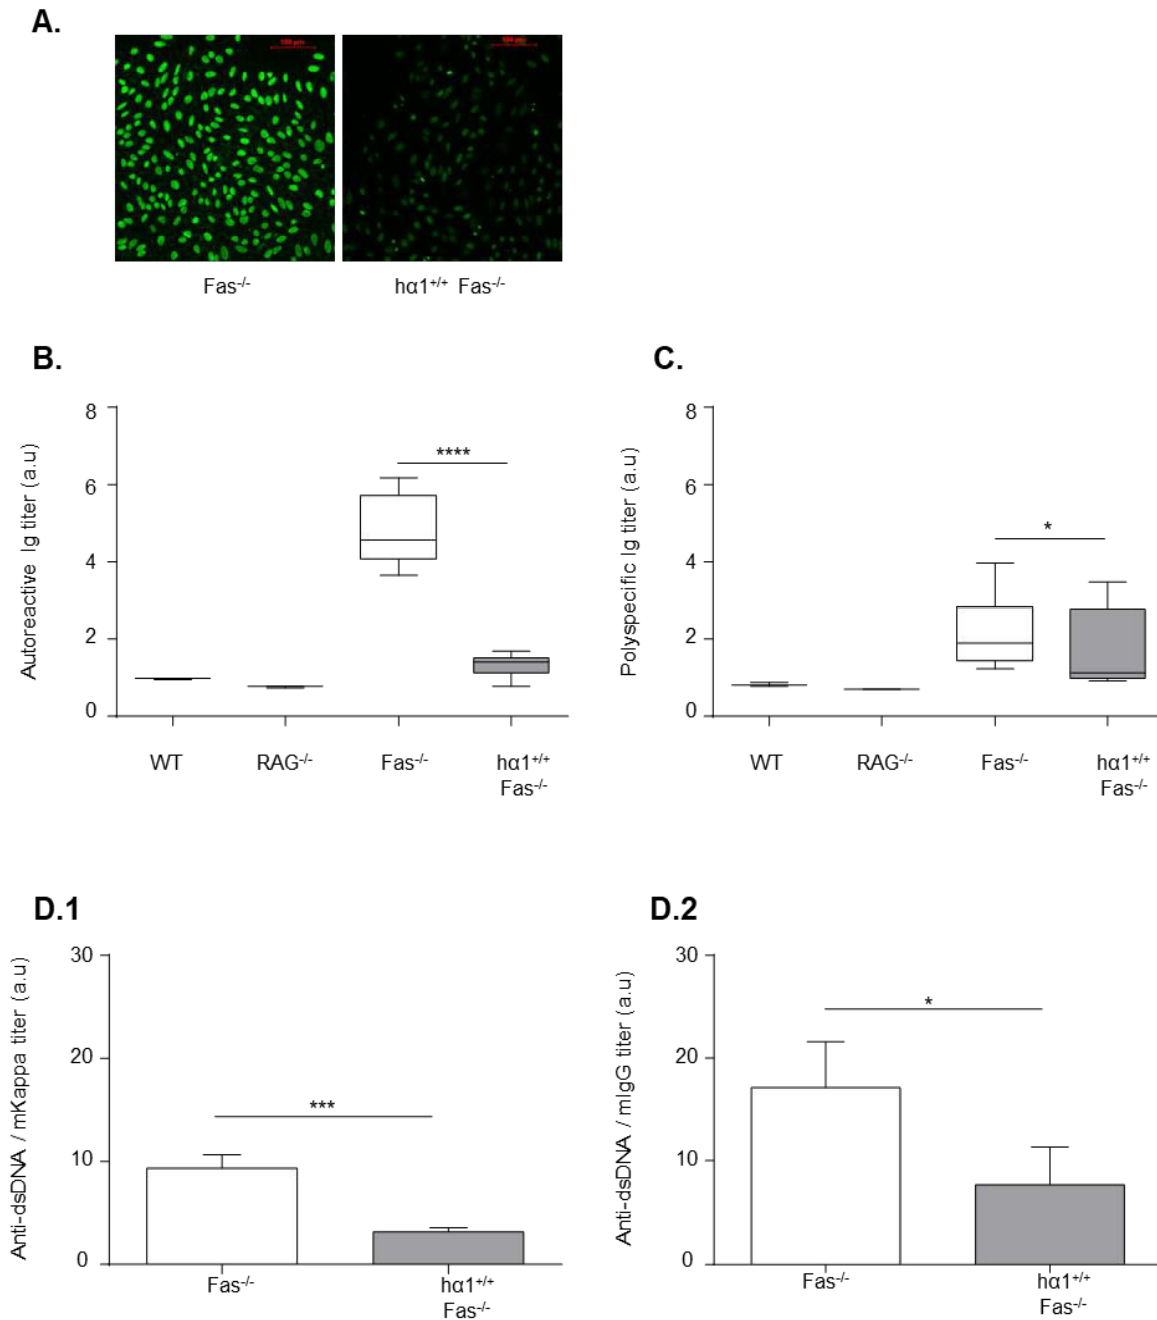 A.
100 µm
Fas-/-
hα1+/+ Fas-/-
B.
Autoreactive Ig titer (a.u)
8
6
4
2
0
****
WT
RAG-/-
Fas-/-
hα1+/+
Fas-/-
C.
Polyspecific Ig titer (a.u)
8
6
4
2
0
*
WT
RAG-/-
Fas-/-
hα1+/+
Fas-/-
D.1
Anti-dsDNA / mKappa titer (a.u)
30
20
10
0
***
Fas-/-
hα1+/+
Fas-/-
D.2
Anti-dsDNA / mIgG titer (a.u)
30
20
10
0
*
Fas-/-
hα1+/+
Fas-/-